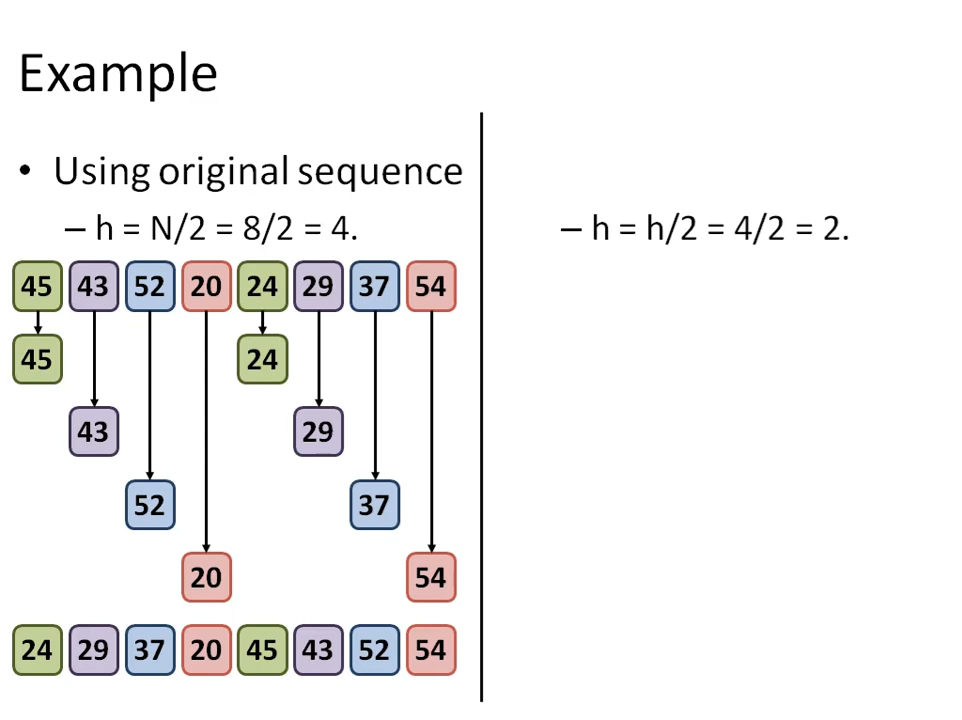 Example
• Using original sequence
– h = N/2 = 8/2 = 4.
45 43 52 20 24 29 37 54
45 24
43 29
52 37
20 54
24 29 37 20 45 43 52 54
– h = h/2 = 4/2 = 2.